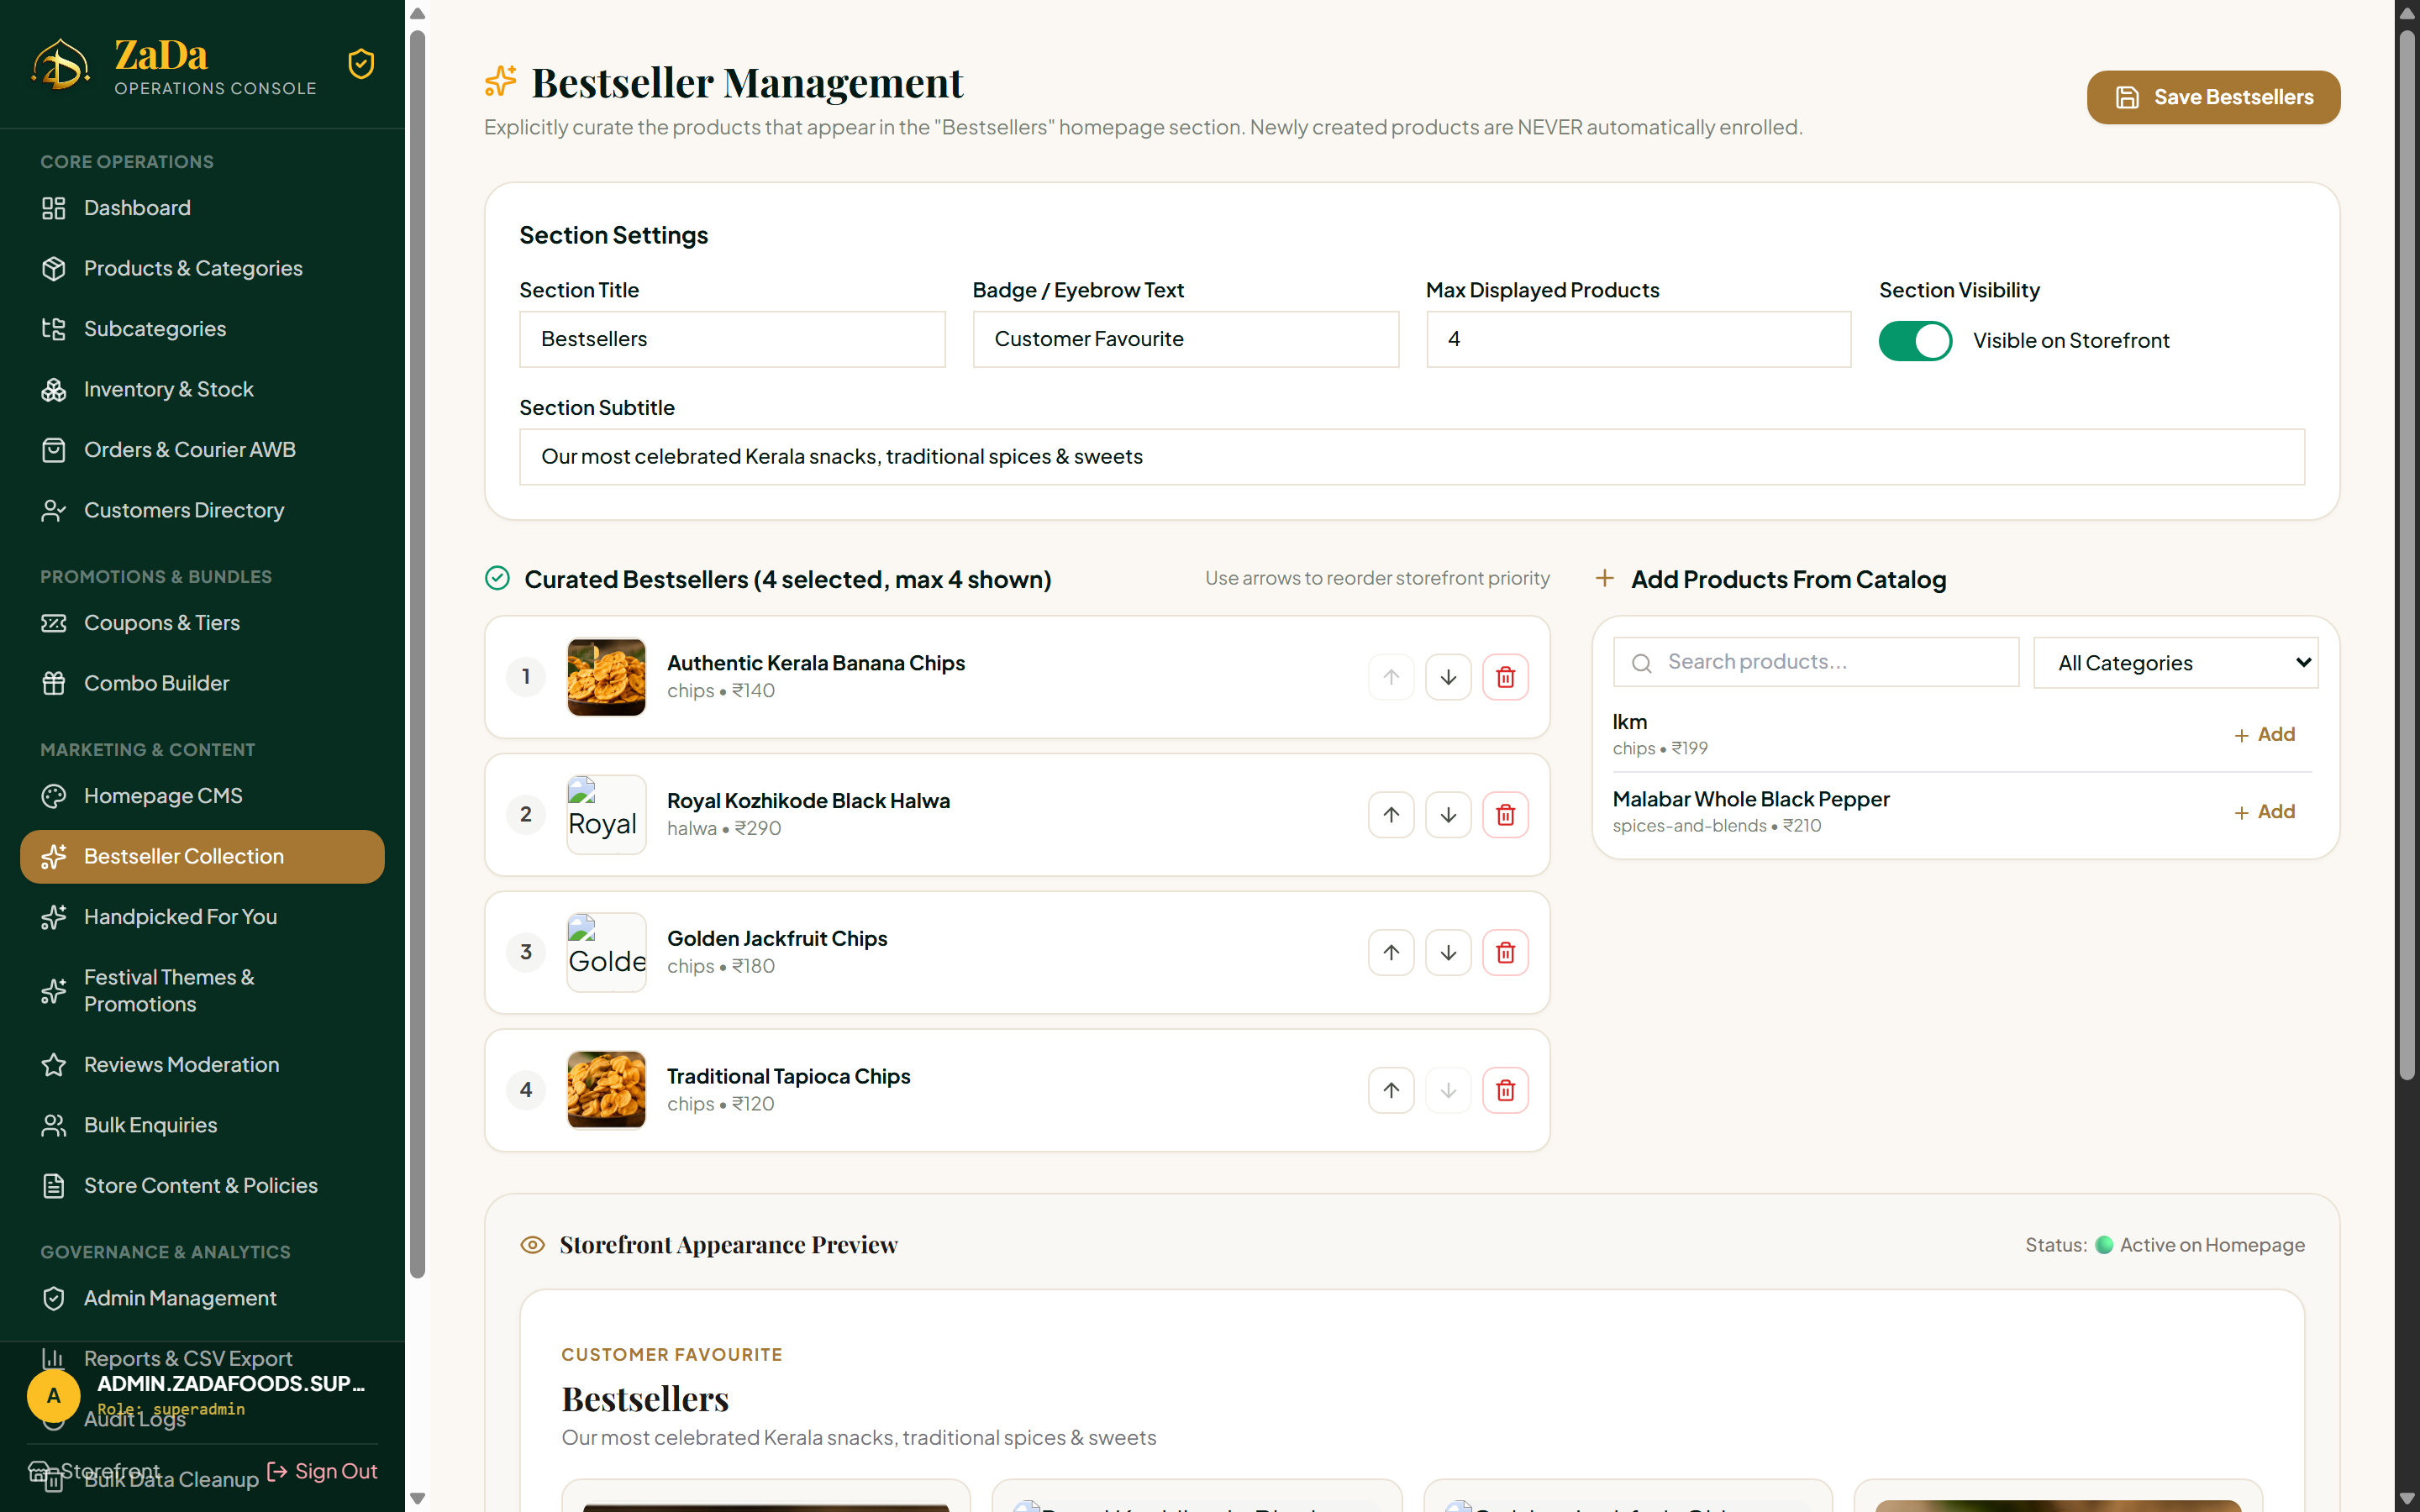 ZaDa
OPERATIONS CONSOLE
CORE OPERATIONS
Dashboard
Products & Categories
Subcategories
Inventory & Stock
Orders & Courier AWB
Customers Directory
PROMOTIONS & BUNDLES
Coupons & Tiers
Combo Builder
MARKETING & CONTENT
Homepage CMS
Bestseller Collection
Handpicked For You
Festival Themes &
Promotions
Reviews Moderation
Bulk Enquiries
Store Content & Policies
GOVERNANCE & ANALYTICS
Admin Management
Reports & CSV Export
A
ADMIN.ZADAFOODS.SUP...
Role: superadmin
Audit Logs
Storefront
Bulk Data Cleanup
Sign Out
Bestseller Management
Explicitly curate the products that appear in the "Bestsellers" homepage section. Newly created products are NEVER automatically enrolled.
Save Bestsellers
Section Settings
Section Title
Badge / Eyebrow Text
Max Displayed Products
Section Visibility
Bestsellers
Customer Favourite
4
Visible on Storefront
Section Subtitle
Our most celebrated Kerala snacks, traditional spices & sweets
Curated Bestsellers (4 selected, max 4 shown)
Use arrows to reorder storefront priority
1
Authentic Kerala Banana Chips
chips • ₹140
2
Royal
Royal Kozhikode Black Halwa
halwa • ₹290
3
Golde
Golden Jackfruit Chips
chips • ₹180
4
Traditional Tapioca Chips
chips • ₹120
Add Products From Catalog
Search products...
All Categories
chips • ₹199
Add
Malabar Whole Black Pepper
spices-and-blends • ₹210
Add
Storefront Appearance Preview
Status: Active on Homepage
CUSTOMER FAVOURITE
Bestsellers
Our most celebrated Kerala snacks, traditional spices & sweets